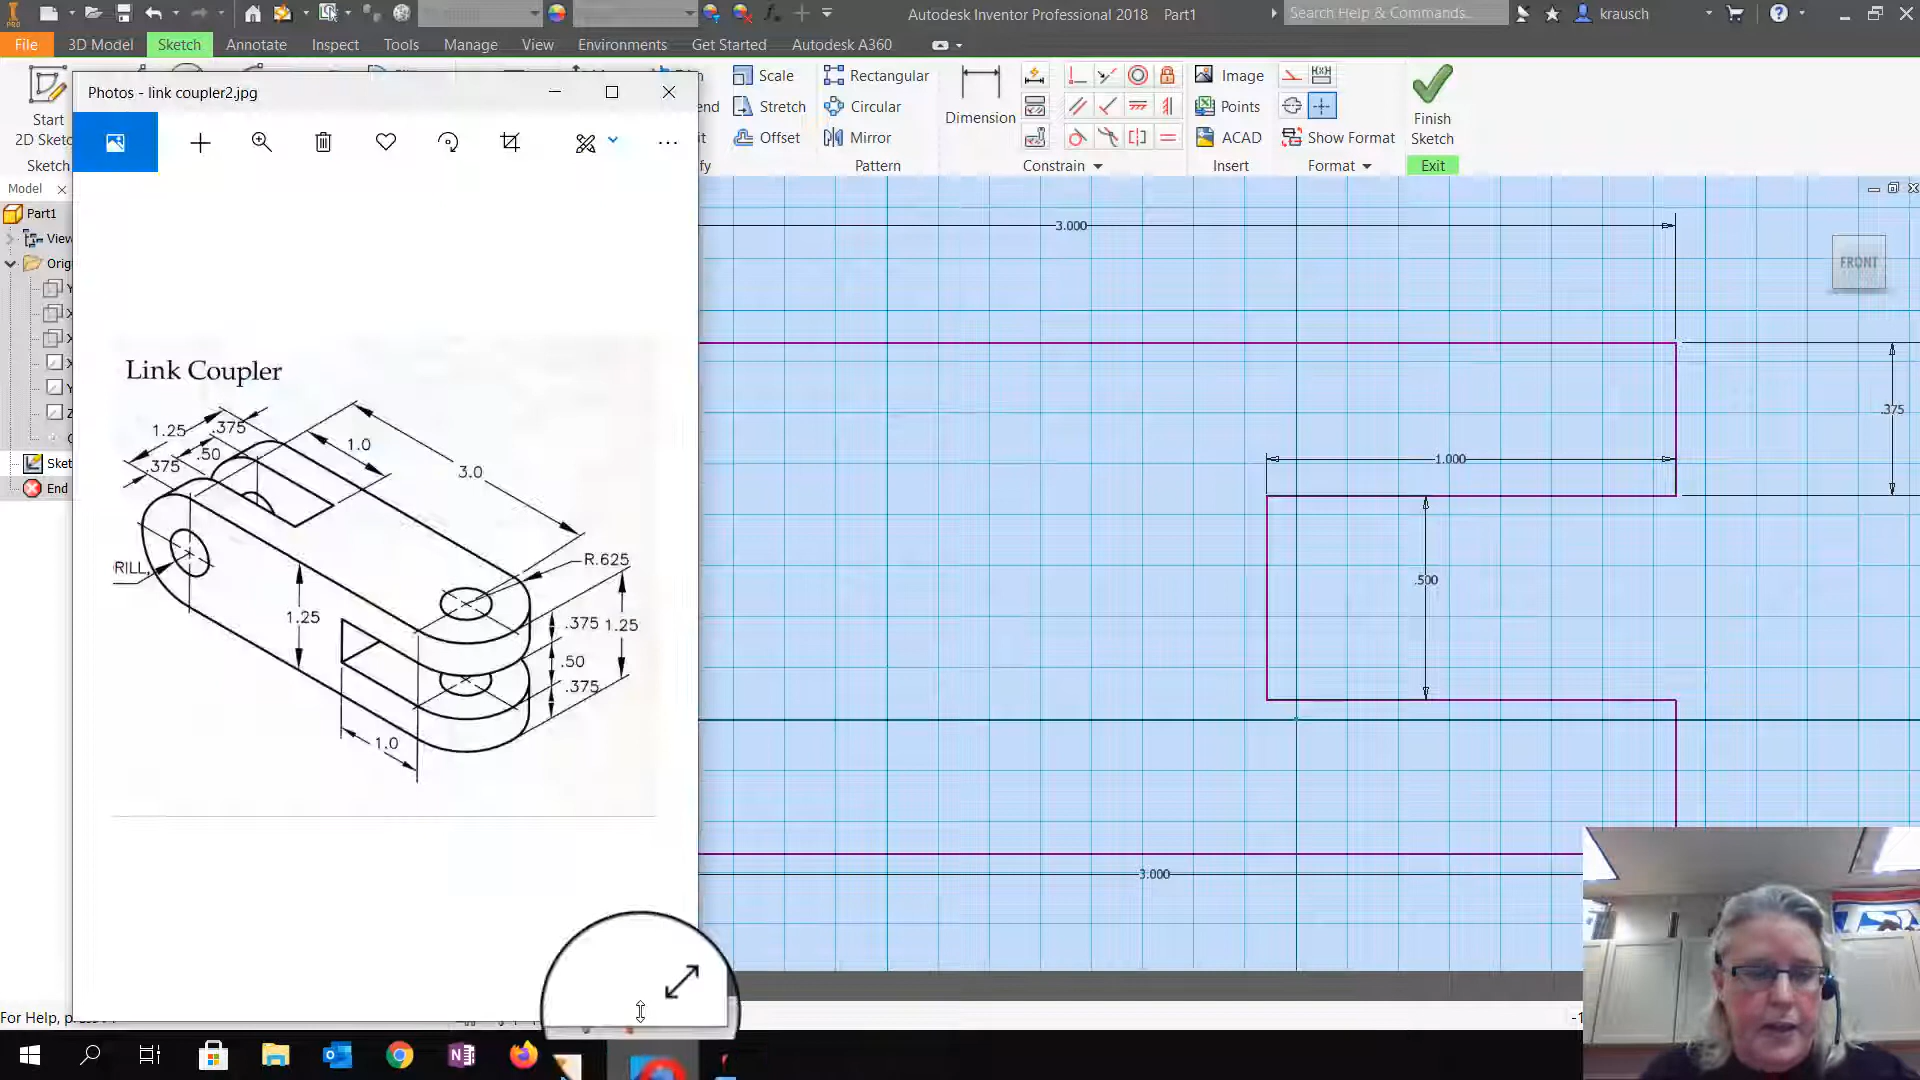 PRO
Autodesk Inventor Professional 2018 Part1
Search Help & Commands...
krausch
File 3D Model Sketch Annotate Inspect Tools Manage View Environments Get Started Autodesk A360
Start
2D Sketch
Sketch
Photos - link coupler2.jpg
Scale
Stretch
Offset
Rectangular
Circular
Mirror
Pattern
Dimension
Constrain
Image
Points
ACAD
Insert
Show Format
Format
Finish
Sketch
Exit
Model
Part1
View
Orig
Sket
End
Link Coupler
1.25
.375
.50
.375
1.0
3.0
R.625
RILL,
1.25
.375
1.25
.50
.375
1.0
3.000
FRONT
.375
1.000
.500
3.000
For Help, p